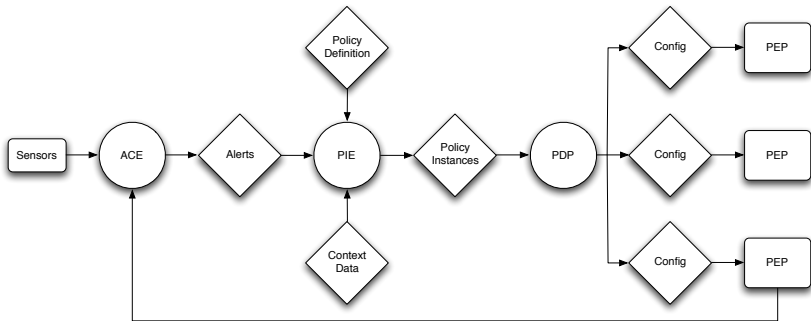 Policy
Definition
Config
PEP
Sensors
ACE
Alerts
PIE
Policy
Instances
PDP
Config
PEP
Context
Data
Config
PEP